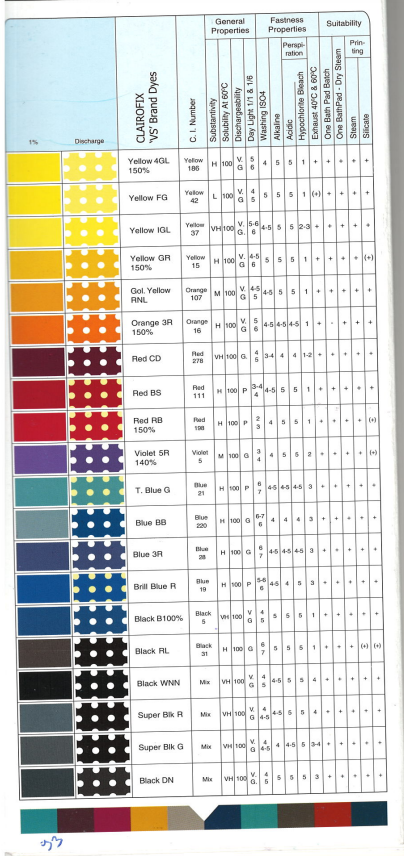 General Properties Fastness Properties Suitability
Perspi-ration Prin-ting
1% Discharge CLAIROFIX 'VS' Brand Dyes C. I. Number Substantivity Solubility At 60°C Dischargeability Day Light 1/1 & 1/6 Washing ISO4 Alkaline Acidic Hypochlorite Bleach Exhaust 40°C & 60°C One Bath Pad Batch One BathPad - Dry Steam Steam Silicate
Yellow 4GL 150% Yellow 186 H 100 V. G 5 6 4 5 5 1 + + + + +
Yellow FG Yellow 42 L 100 V. G 4 5 5 5 5 1 (+) + + + +
Yellow IGL Yellow 37 VH 100 V. G. 5-6 6 4-5 5 5 2-3 + + + + +
Yellow GR 150% Yellow 15 H 100 V. G 4-5 6 5 5 5 1 + + + + (+)
Gol. Yellow RNL Orange 107 M 100 V. G 4-5 5 4-5 5 5 1 + + + + +
Orange 3R 150% Orange 16 H 100 V. G 5 6 4-5 4-5 4-5 1 + - + + +
Red CD Red 278 VH 100 G. 4 5 3-4 4 4 1-2 + + + + +
Red BS Red 111 H 100 P 3-4 4 4-5 5 5 1 + + + + +
Red RB 150% Red 198 H 100 P 2 3 4 5 5 1 + + + + (+)
Violet 5R 140% Violet 5 M 100 G 3 4 4 5 5 2 + + + + (+)
T. Blue G Blue 21 H 100 P 6 7 4-5 4-5 4-5 3 + + + + +
Blue BB Blue 220 H 100 G 6-7 6 4 4 4 3 + + + + +
Blue 3R Blue 28 H 100 G 6 7 4-5 4-5 4-5 3 + + + + +
Brill Blue R Blue 19 H 100 P 5-6 6 4-5 4 5 3 + + + + +
Black B100% Black 5 VH 100 V G 4 5 5 5 5 1 + + + + +
Black RL Black 31 H 100 G 6 7 5 5 5 1 + + + (+) (+)
Black WNN Mix VH 100 V. G 4 5 4-5 5 5 4 + + + + +
Super Blk R Mix VH 100 V. G 4 4-5 4-5 5 5 4 + + + + +
Super Blk G Mix VH 100 V. G 4 4-5 4 4-5 5 3-4 + + + + +
Black DN Mix VH 100 V. G. 4 5 5 5 5 3 + + + + +